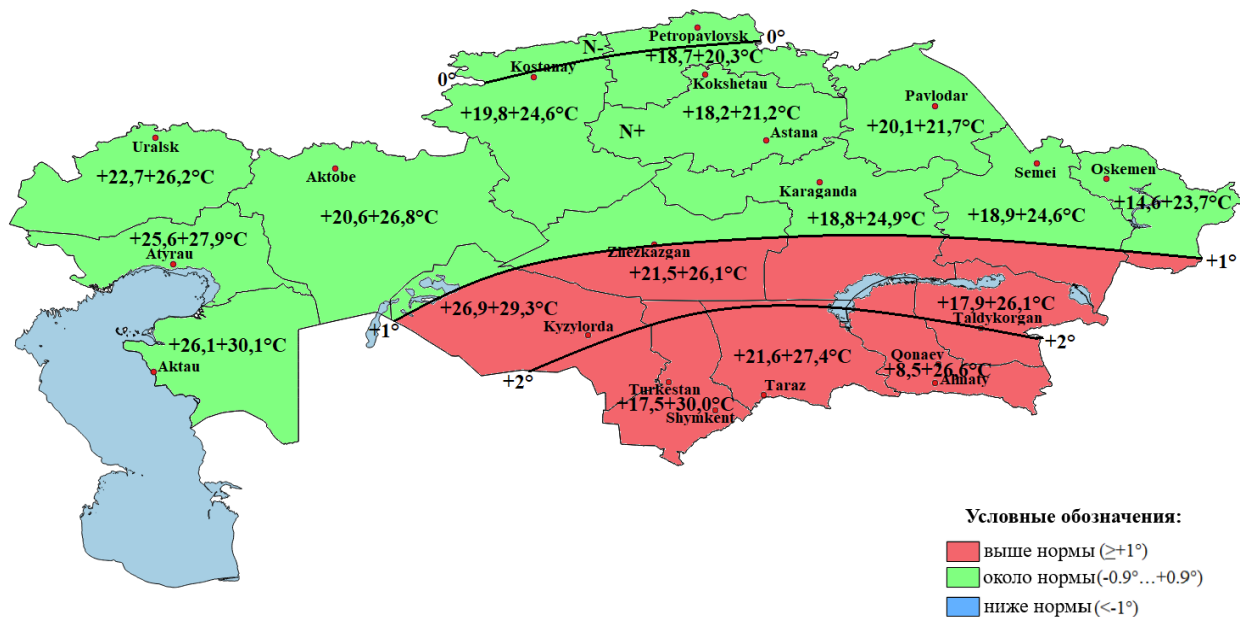 Petropavlovsk
0°
N-
+18,7+20,3°C
Kostanay
0°
Kokshetau
+19,8+24,6°C
+18,2+21,2°C
Pavlodar
+20,1+21,7°C
N+
Astana
Uralsk
+22,7+26,2°C
Aktobe
+20,6+26,8°C
Karaganda
+18,8+24,9°C
Semei
+18,9+24,6°C
Oskemen
+14,6+23,7°C
+25,6+27,9°C
Atyrau
Zhezkazgan
+21,5+26,1°C
+1°
+26,9+29,3°C
+1°
Kyzylorda
+17,9+26,1°C
Taldykorgan
+2°
+26,1+30,1°C
Aktau
+2°
+21,6+27,4°C
Qonaev
+8,5+26,6°C
Almaty
Turkestan
Taraz
+17,5+30,0°C
Shymkent
Условные обозначения:
выше нормы (≥+1°)
около нормы (-0.9°…+0.9°)
ниже нормы (<-1°)